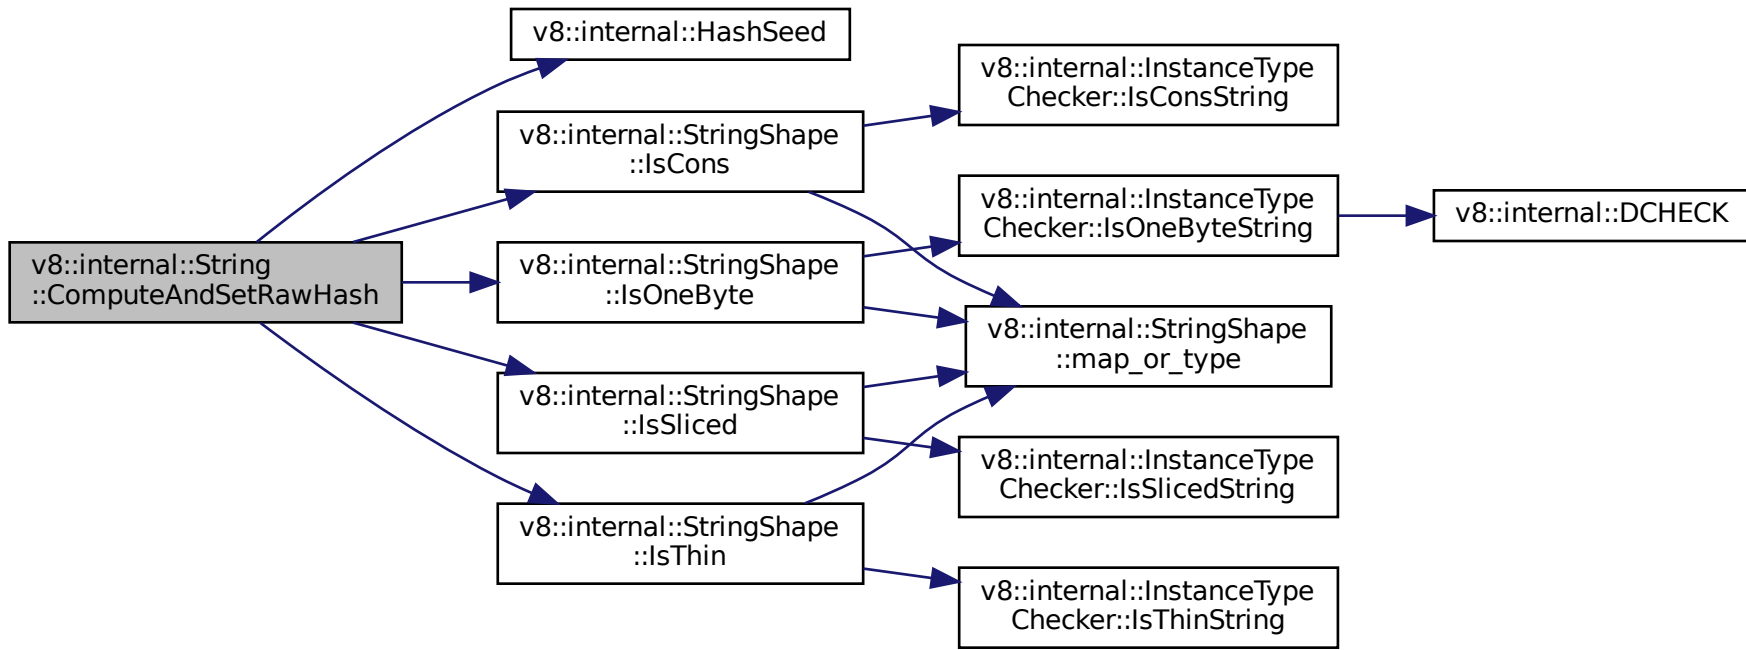 v8::internal::String
::ComputeAndSetRawHash
v8::internal::HashSeed
v8::internal::StringShape
::IsCons
v8::internal::StringShape
::IsOneByte
v8::internal::StringShape
::IsSliced
v8::internal::StringShape
::IsThin
v8::internal::InstanceType
Checker::IsConsString
v8::internal::InstanceType
Checker::IsOneByteString
v8::internal::StringShape
::map_or_type
v8::internal::InstanceType
Checker::IsSlicedString
v8::internal::InstanceType
Checker::IsThinString
v8::internal::DCHECK